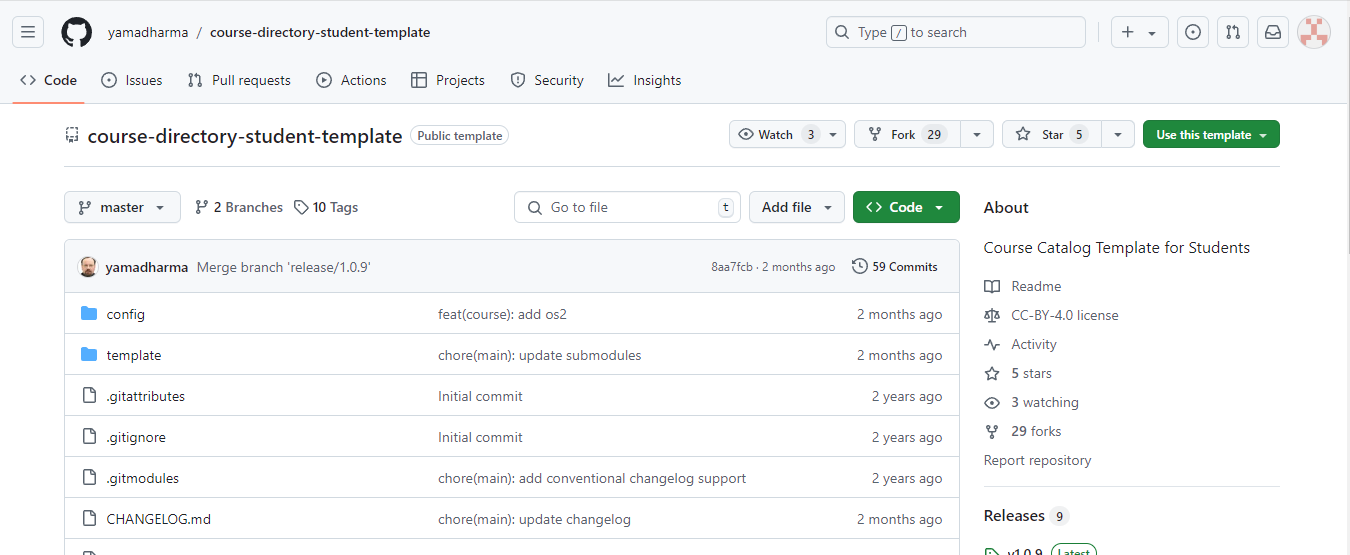 yamadharma / course-directory-student-template
Type / to search
Code Issues Pull requests Actions Projects Security Insights
course-directory-student-template Public template
Watch 3 Fork 29 Star 5 Use this template
master 2 Branches 10 Tags Go to file t Add file Code
yamadharma Merge branch 'release/1.0.9' 8aa7fcb · 2 months ago 59 Commits
config feat(course): add os2 2 months ago
template chore(main): update submodules 2 months ago
.gitattributes Initial commit 2 years ago
.gitignore Initial commit 2 years ago
.gitmodules chore(main): add conventional changelog support 2 years ago
CHANGELOG.md chore(main): update changelog 2 months ago
About
Course Catalog Template for Students
Readme
CC-BY-4.0 license
Activity
5 stars
3 watching
29 forks
Report repository
Releases 9
v1.0.9 Latest